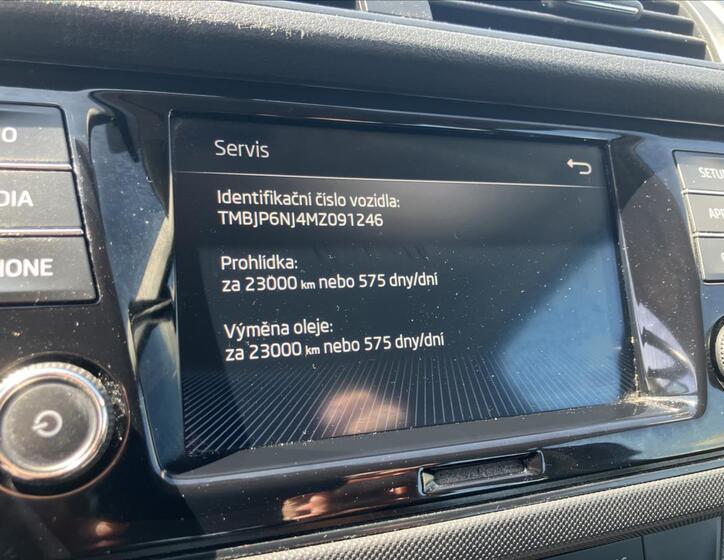 Servis
Identifikační číslo vozidla:
TMBJP6NJ4MZ091246
Prohlídka:
za 23000 km nebo 575 dny/dní
Výměna oleje:
za 23000 km nebo 575 dny/dní